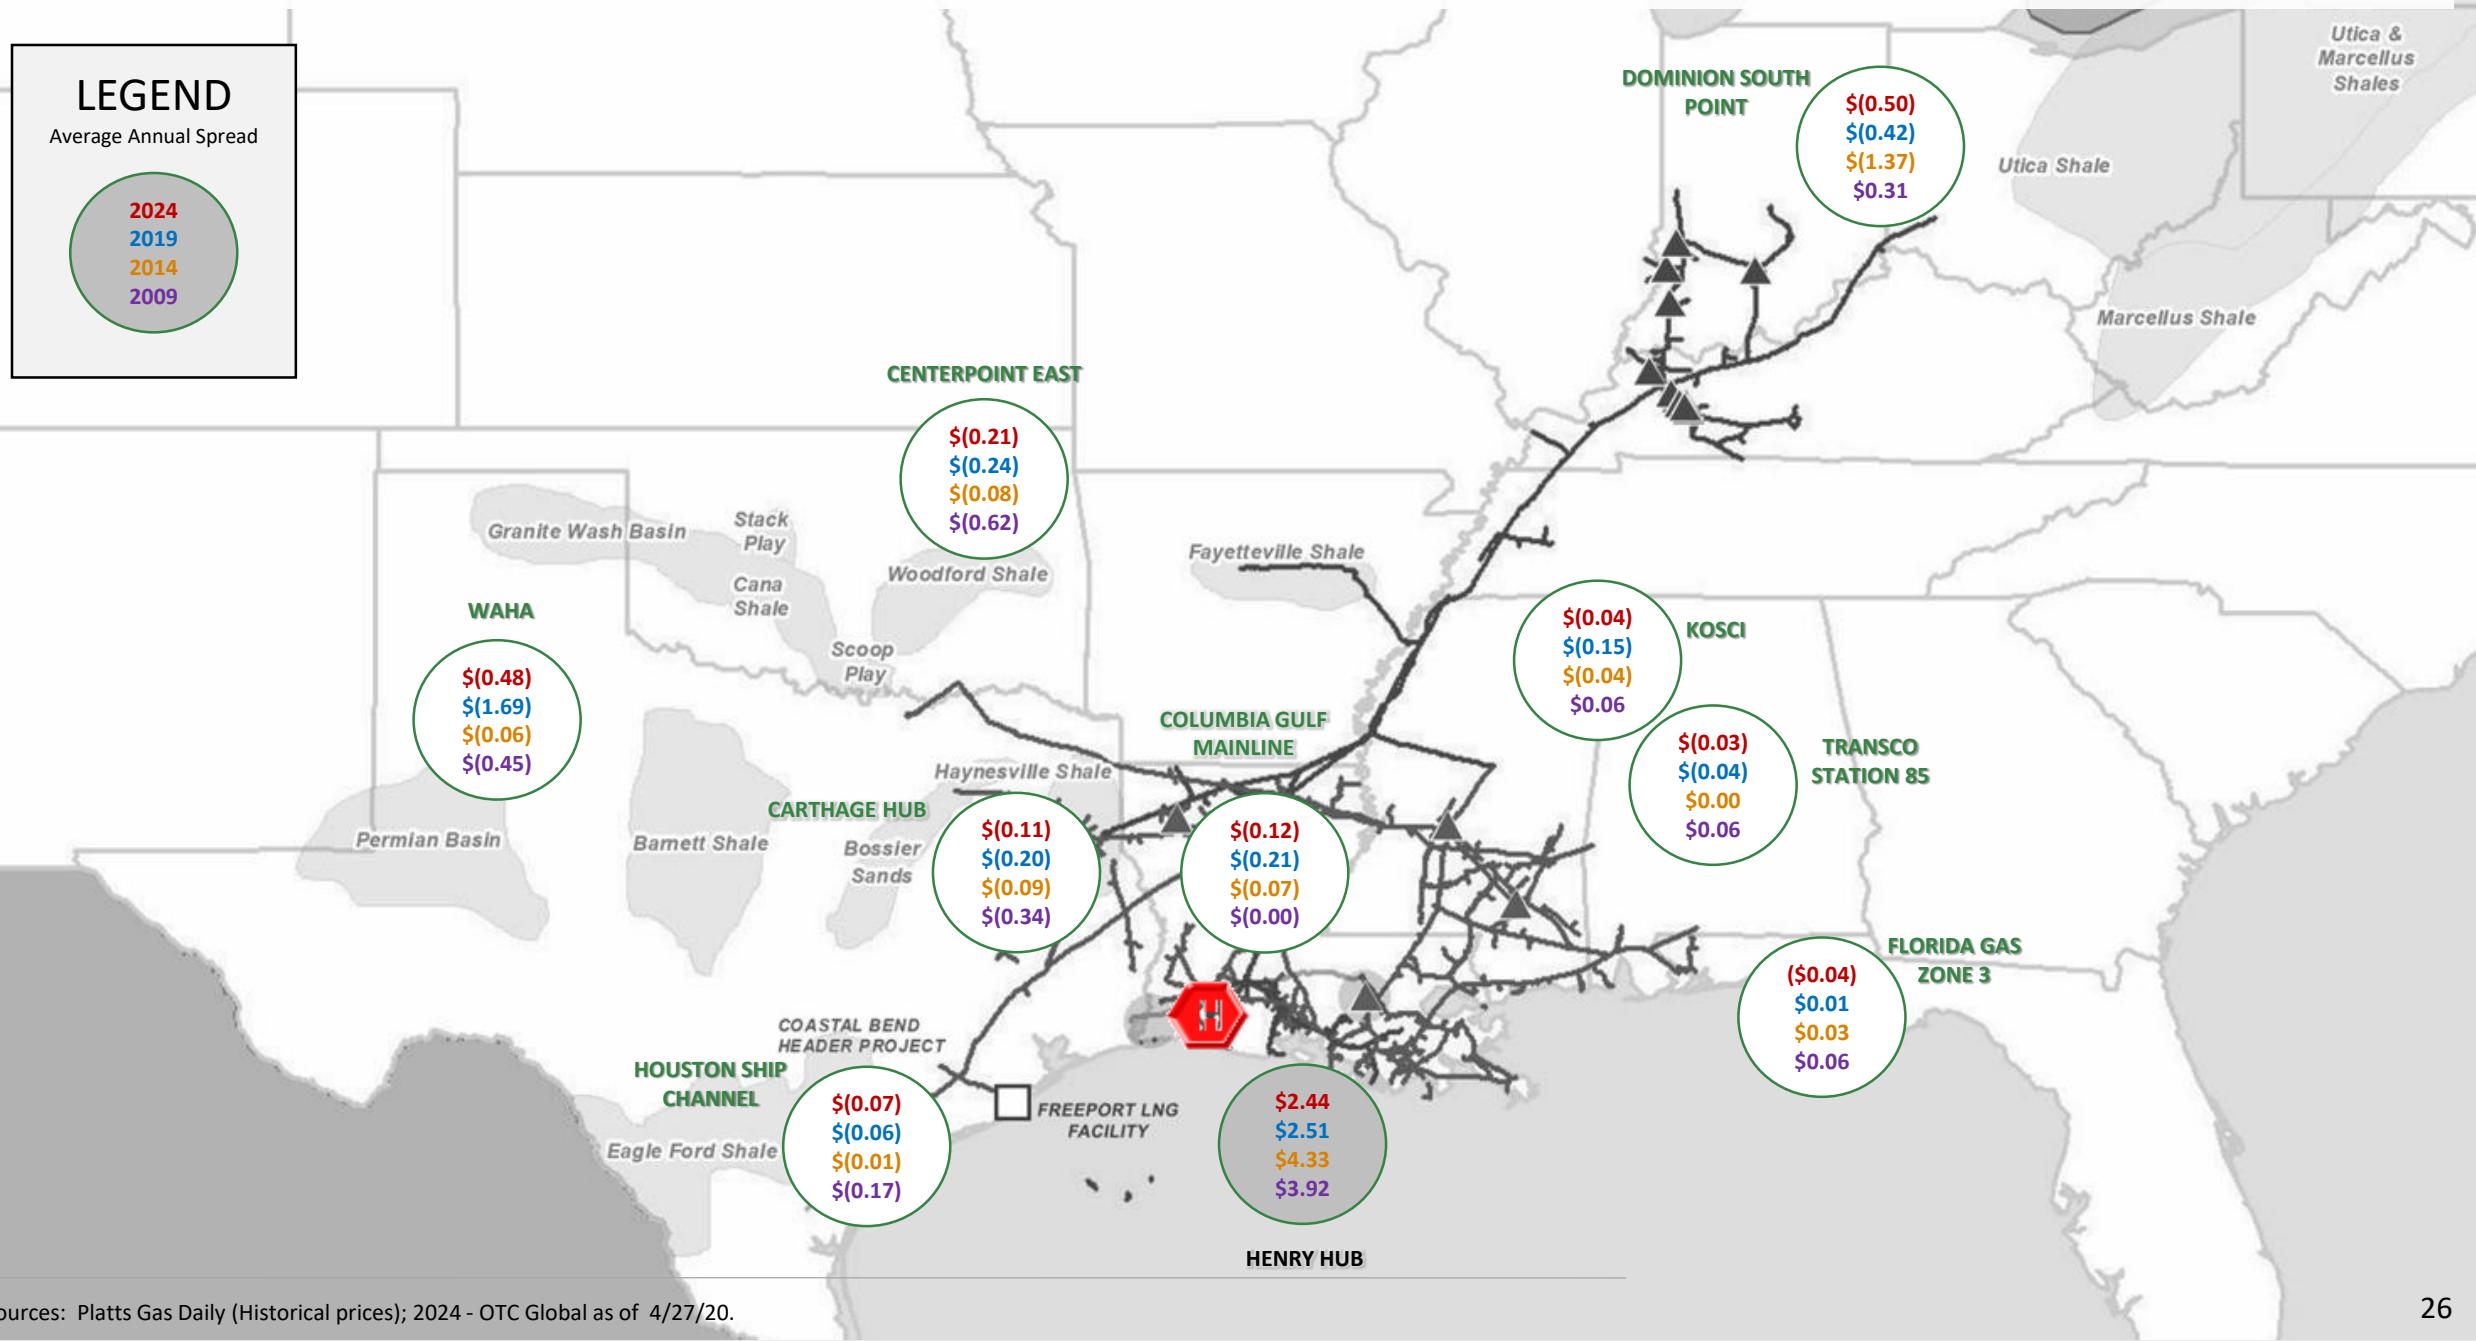 LEGEND
Average Annual Spread
2024
2019
2014
2009
DOMINION SOUTH
POINT
$(0.50)
$(0.42)
$(1.37)
$0.31
Utica &
Marcellus
Shales
Utica Shale
Marcellus Shale
CENTERPOINT EAST
$(0.21)
$(0.24)
$(0.08)
$(0.62)
Granite Wash Basin
Stack
Play
Cana
Shale
Woodford Shale
Scoop
Play
Fayetteville Shale
WAHA
$(0.48)
$(1.69)
$(0.06)
$(0.45)
KOSCI
$(0.04)
$(0.15)
$(0.04)
$0.06
TRANSCO
STATION 85
$(0.03)
$(0.04)
$0.00
$0.06
COLUMBIA GULF
MAINLINE
$(0.12)
$(0.21)
$(0.07)
$(0.00)
Haynesville Shale
CARTHAGE HUB
$(0.11)
$(0.20)
$(0.09)
$(0.34)
Permian Basin
Barnett Shale
Bossier
Sands
FLORIDA GAS
ZONE 3
($0.04)
$0.01
$0.03
$0.06
H
COASTAL BEND
HEADER PROJECT
HOUSTON SHIP
CHANNEL
$(0.07)
$(0.06)
$(0.01)
$(0.17)
FREEPORT LNG
FACILITY
Eagle Ford Shale
$2.44
$2.51
$4.33
$3.92
HENRY HUB
ources: Platts Gas Daily (Historical prices); 2024 - OTC Global as of 4/27/20.
26